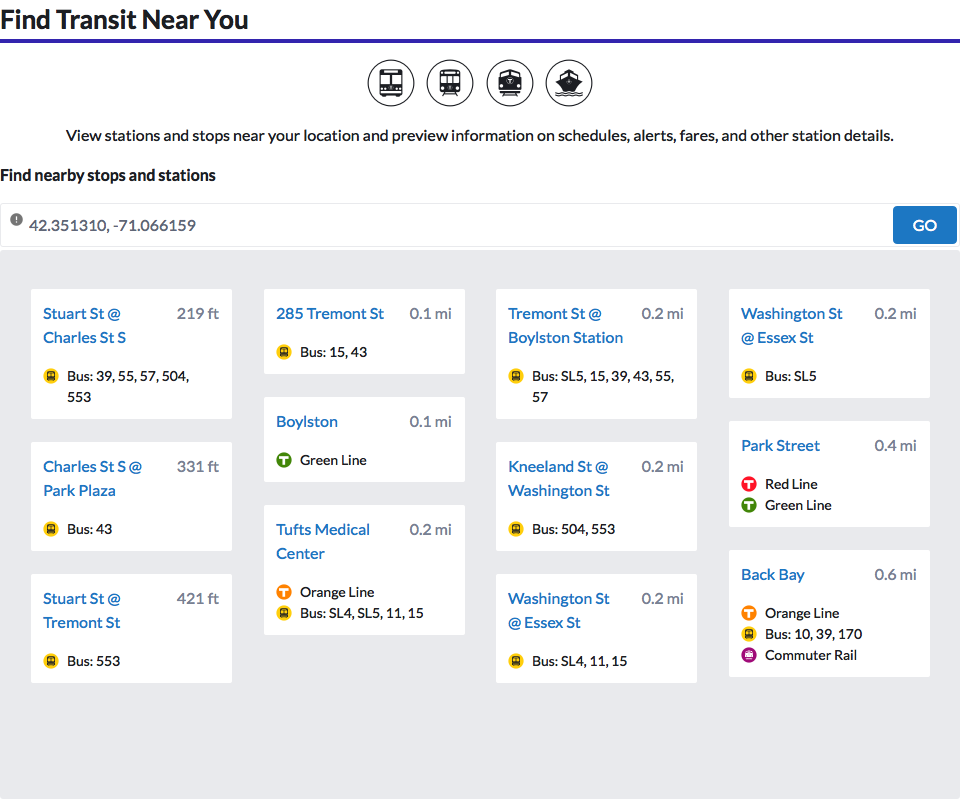 Find Transit Near You
View stations and stops near your location and preview information on schedules, alerts, fares, and other station details.
Find nearby stops and stations
42.351310, -71.066159
GO
Stuart St @ 219 ft
Charles St S
Bus: 39, 55, 57, 504,
553
Charles St S @ 331 ft
Park Plaza
Bus: 43
Stuart St @ 421 ft
Tremont St
Bus: 553
285 Tremont St 0.1 mi
Bus: 15, 43
Boylston 0.1 mi
T Green Line
Tufts Medical 0.2 mi
Center
T Orange Line
Bus: SL4, SL5, 11, 15
Tremont St @ 0.2 mi
Boylston Station
Bus: SL5, 15, 39, 43, 55,
57
Kneeland St @ 0.2 mi
Washington St
Bus: 504, 553
Washington St 0.2 mi
@ Essex St
Bus: SL4, 11, 15
Washington St 0.2 mi
@ Essex St
Bus: SL5
Park Street 0.4 mi
T Red Line
T Green Line
Back Bay 0.6 mi
T Orange Line
Bus: 10, 39, 170
Commuter Rail